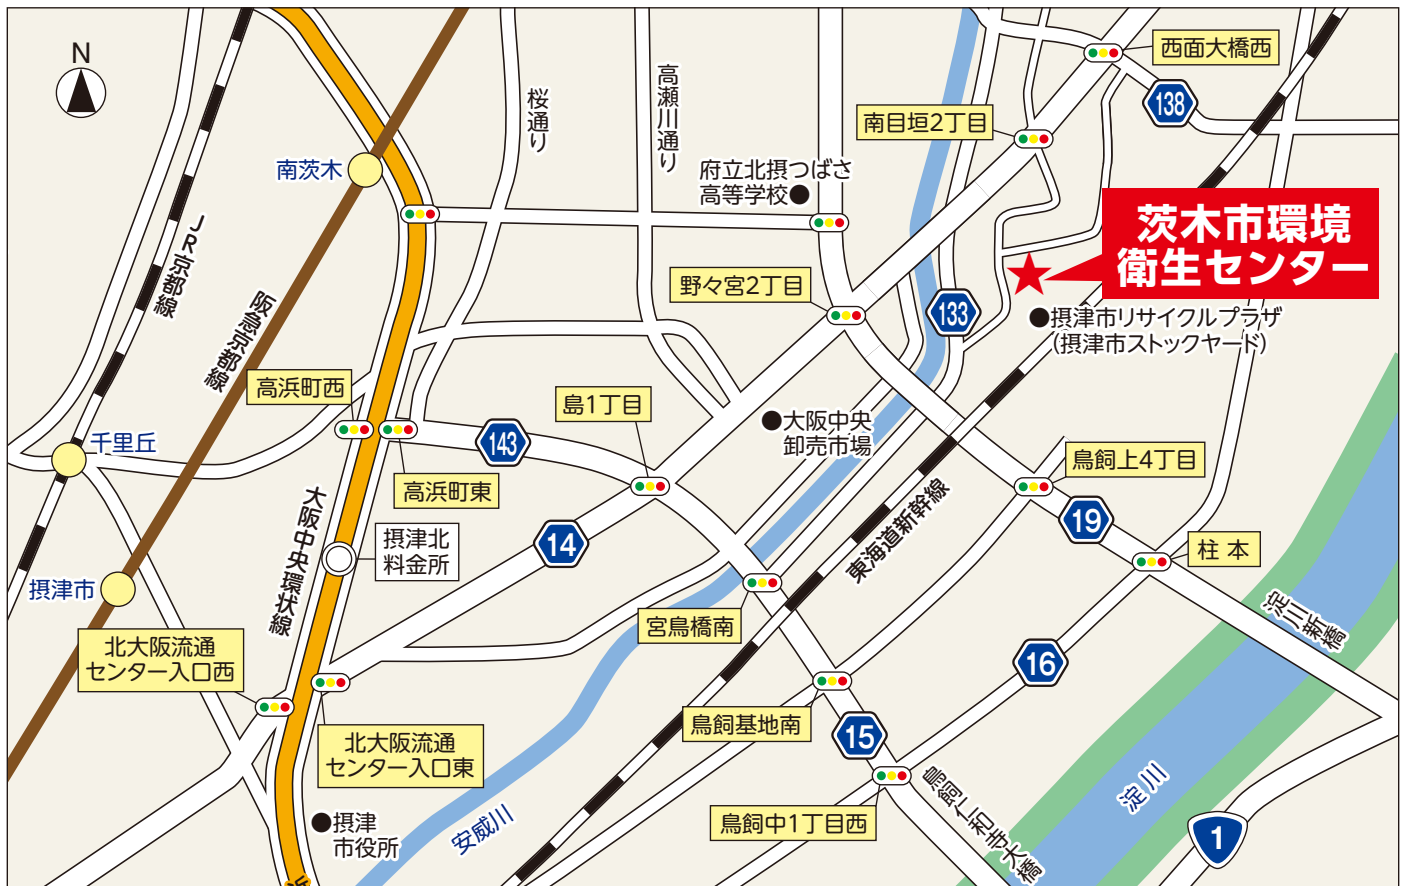 N
西面大橋西
138
南目垣2丁目
高瀬川通り
桜通り
府立北摂つばさ
高等学校
南茨木
JR京都線
茨木市環境
衛生センター
野々宮2丁目
133
摂津市リサイクルプラザ
(摂津市ストックヤード)
阪急京都線
高浜町西
島1丁目
大阪中央
卸売市場
千里丘
143
鳥飼上4丁目
高浜町東
東海道新幹線
大阪中央環状線
摂津北
料金所
14
19
柱本
摂津市
宮鳥橋南
淀川新橋
北大阪流通
センター入口西
16
鳥飼基地南
15
北大阪流通
センター入口東
鳥飼仁和寺大橋
淀川
鳥飼中1丁目西
安威川
摂津
市役所
1